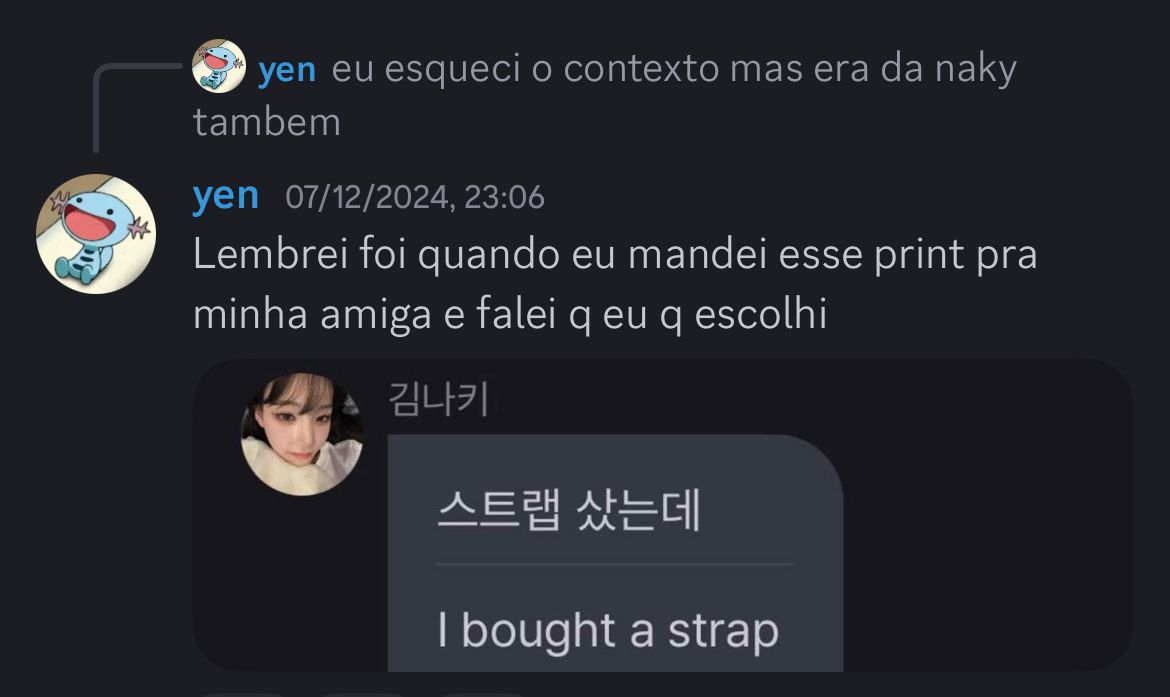 yen eu esqueci o contexto mas era da naky
tambem
yen 07/12/2024, 23:06
Lembrei foi quando eu mandei esse print pra
minha amiga e falei q eu q escolhi
김나키
스트랩 샀는데
I bought a strap